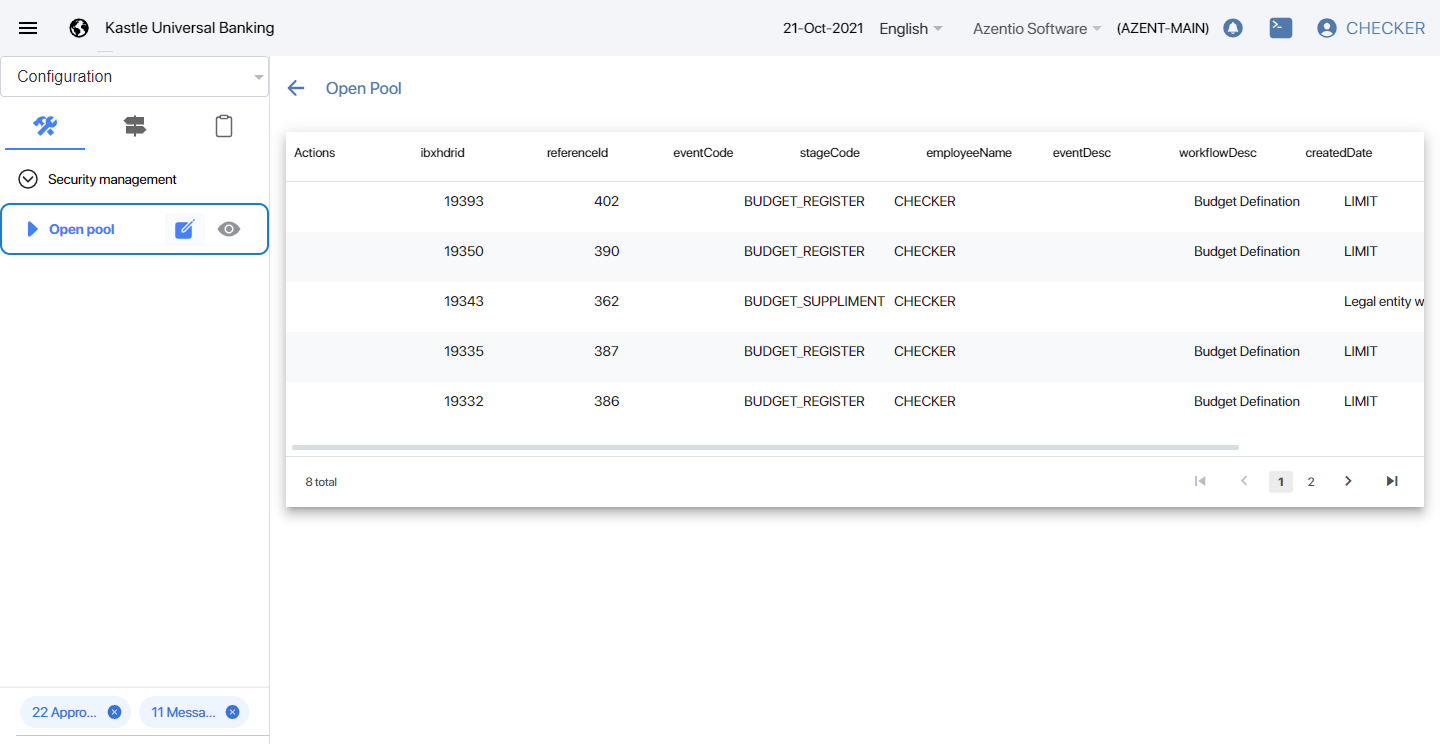 Kastle Universal Banking 21-Oct-2021 English Azentio Software (AZENT-MAIN) CHECKER
Configuration
Security management
Open pool
22 Appro... 11 Messa...
Open Pool
Actions ibxhdrid referenceId eventCode stageCode employeeName eventDesc workflowDesc createdDate
19393 402 BUDGET_REGISTER CHECKER Budget Defination LIMIT
19350 390 BUDGET_REGISTER CHECKER Budget Defination LIMIT
19343 362 BUDGET_SUPPLIMENT CHECKER Legal entity w
19335 387 BUDGET_REGISTER CHECKER Budget Defination LIMIT
19332 386 BUDGET_REGISTER CHECKER Budget Defination LIMIT
8 total 1 2